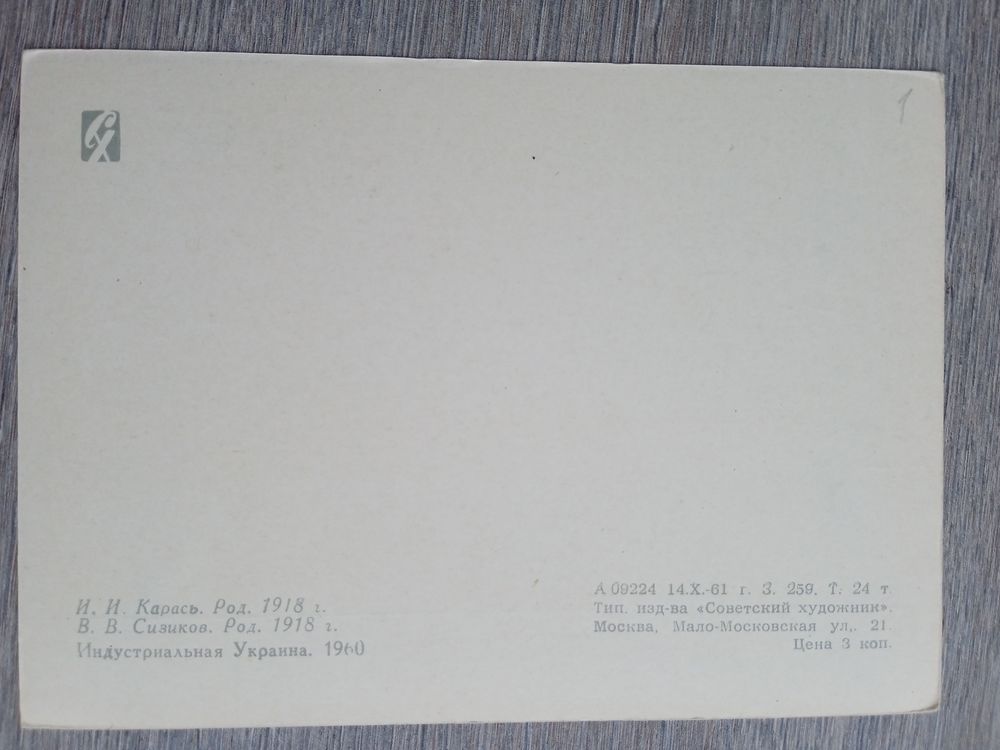 СХ
1
И. И. Карась. Род. 1918 г.
В. В. Сизиков. Род. 1918 г.
Индустриальная Украина. 1960
А 09224 14.X.-61 г. З. 259. Т. 24 т.
Тип. изд-ва «Советский художник».
Москва, Мало-Московская ул,. 21.
Цена 3 коп.